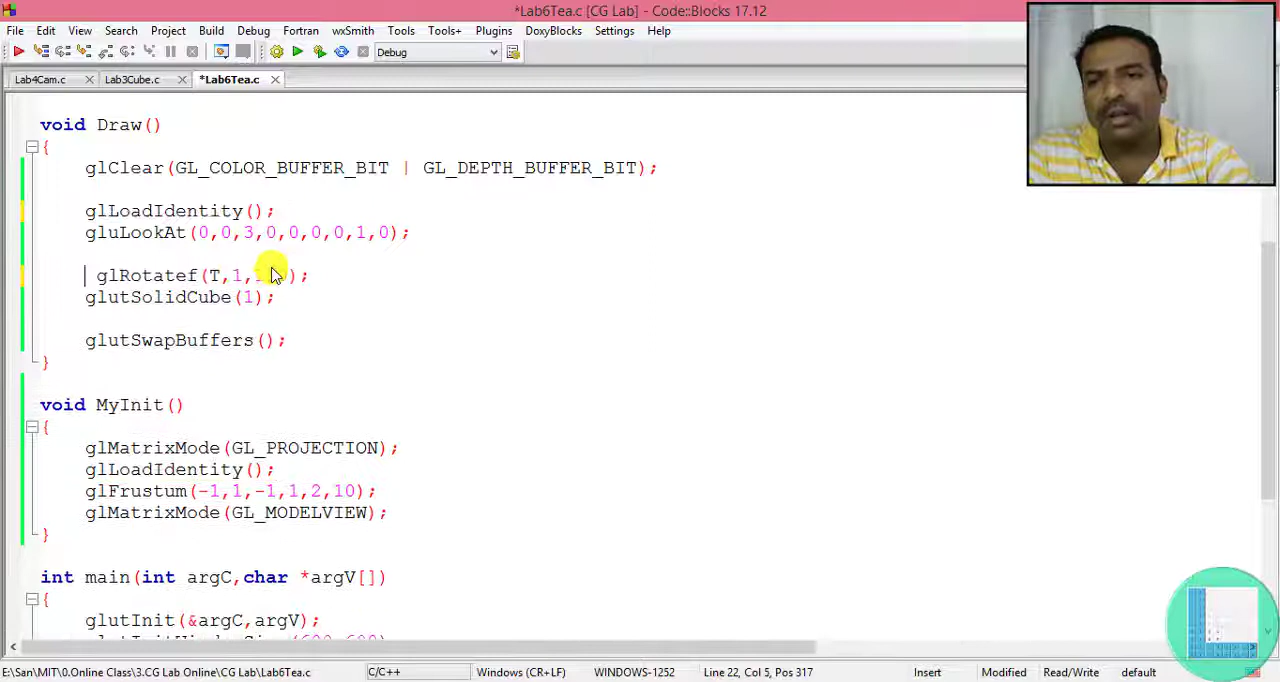 *Lab6Tea.c [CG Lab] - Code::Blocks 17.12
File Edit View Search Project Build Debug Fortran wxSmith Tools Tools+ Plugins DoxyBlocks Settings Help
Debug
Lab4Cam.c Lab3Cube.c *Lab6Tea.c
void Draw()
{
glClear(GL_COLOR_BUFFER_BIT | GL_DEPTH_BUFFER_BIT);
glLoadIdentity();
gluLookAt(0,0,3,0,0,0,0,1,0);
glRotatef(T,1, );
glutSolidCube(1);
glutSwapBuffers();
}
void MyInit()
{
glMatrixMode(GL_PROJECTION);
glLoadIdentity();
glFrustum(-1,1,-1,1,2,10);
glMatrixMode(GL_MODELVIEW);
}
int main(int argC,char *argV[])
{
glutInit(&argC,argV);
E:\San\MIT\0.Online Class\3.CG Lab Online\CG Lab\Lab6Tea.c C/C++ Windows (CR+LF) WINDOWS-1252 Line 22, Col 5, Pos 317 Insert Modified Read/Write default